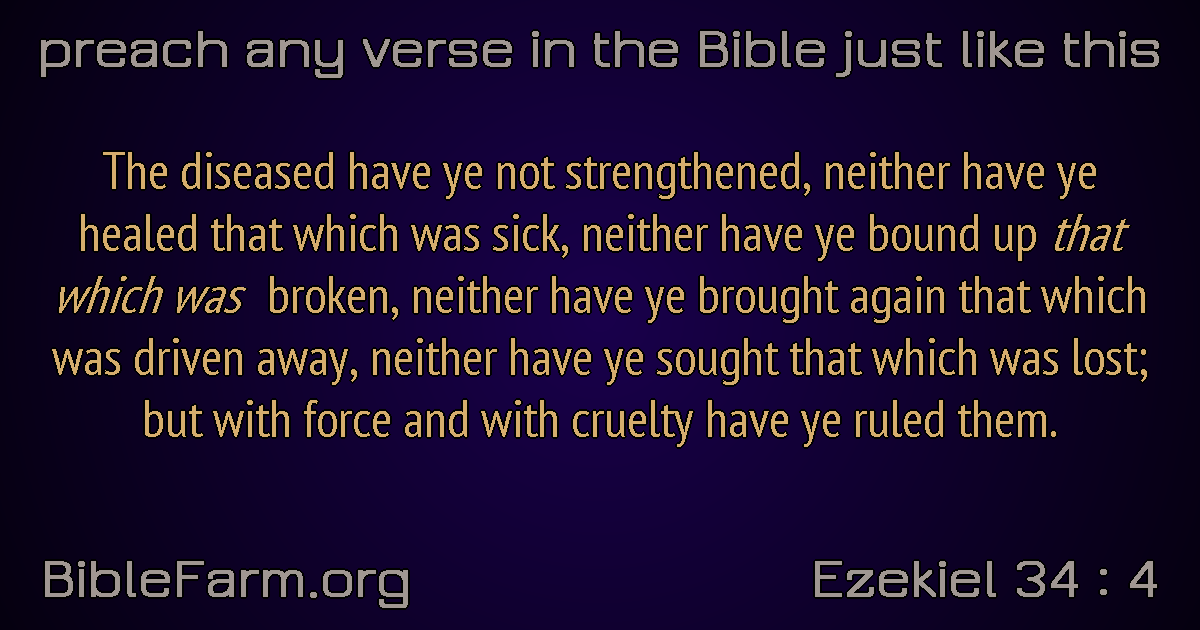 preach any verse in the Bible just like this
The diseased have ye not strengthened, neither have ye
healed that which was sick, neither have ye bound up that
which was broken, neither have ye brought again that which
was driven away, neither have ye sought that which was lost;
but with force and with cruelty have ye ruled them.
BibleFarm.org
Ezekiel 34 : 4